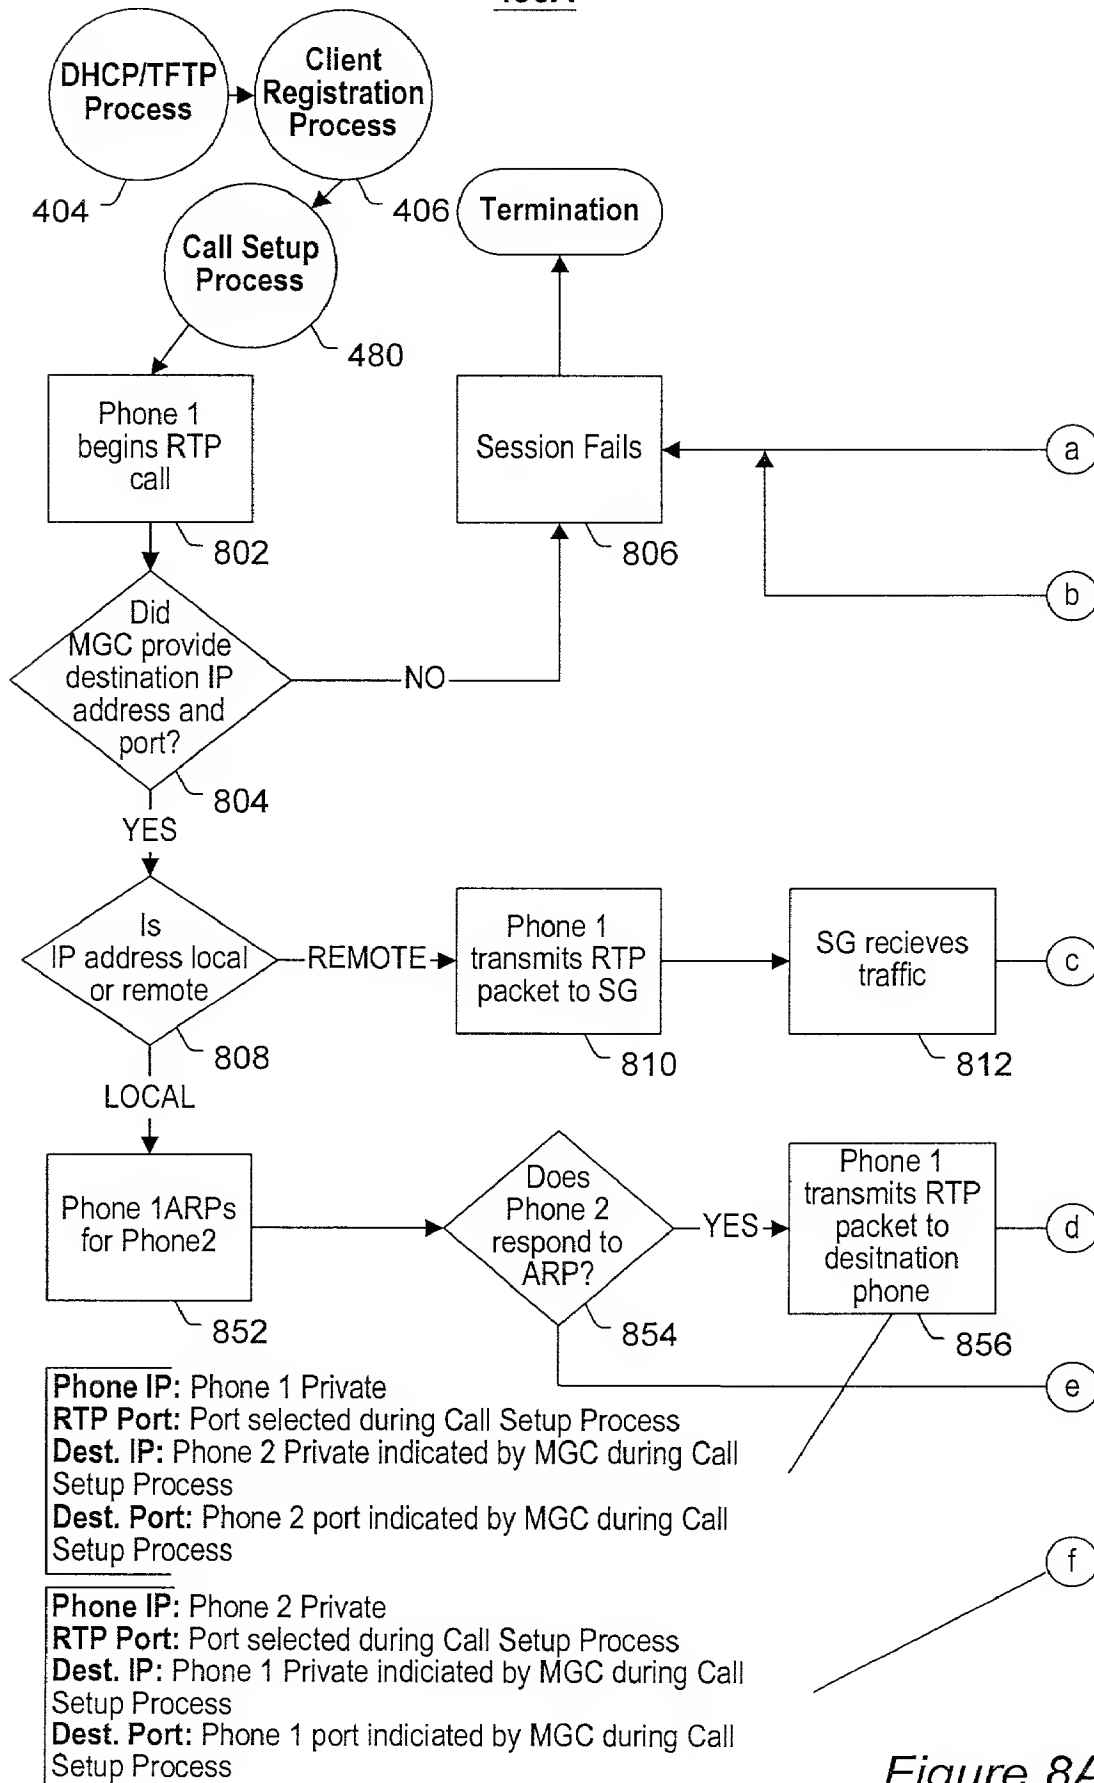 DHCP/TFTP
Process
404
Client
Registration
Process
406
Call Setup
Process
480
Termination
Phone 1
begins RTP
call
802
Session Fails
806
a
b
Did
MGC provide
destination IP
address and
port?
804
NO
YES
Is
IP address local
or remote
808
REMOTE
Phone 1
transmits RTP
packet to SG
810
SG recieves
traffic
812
c
LOCAL
Phone 1ARPs
for Phone2
852
Does
Phone 2
respond to
ARP?
854
YES
Phone 1
transmits RTP
packet to
desitnation
phone
856
d
e
Phone IP: Phone 1 Private
RTP Port: Port selected during Call Setup Process
Dest. IP: Phone 2 Private indicated by MGC during Call
Setup Process
Dest. Port: Phone 2 port indicated by MGC during Call
Setup Process
f
Phone IP: Phone 2 Private
RTP Port: Port selected during Call Setup Process
Dest. IP: Phone 1 Private indiciated by MGC during Call
Setup Process
Dest. Port: Phone 1 port indiciated by MGC during Call
Setup Process
Figure 8A